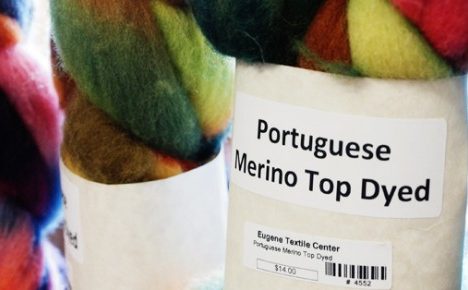 Portuguese
Merino Top Dyed
Eugene Textile Center
Portuguese Merino Top Dyed
$14.00
# 4552